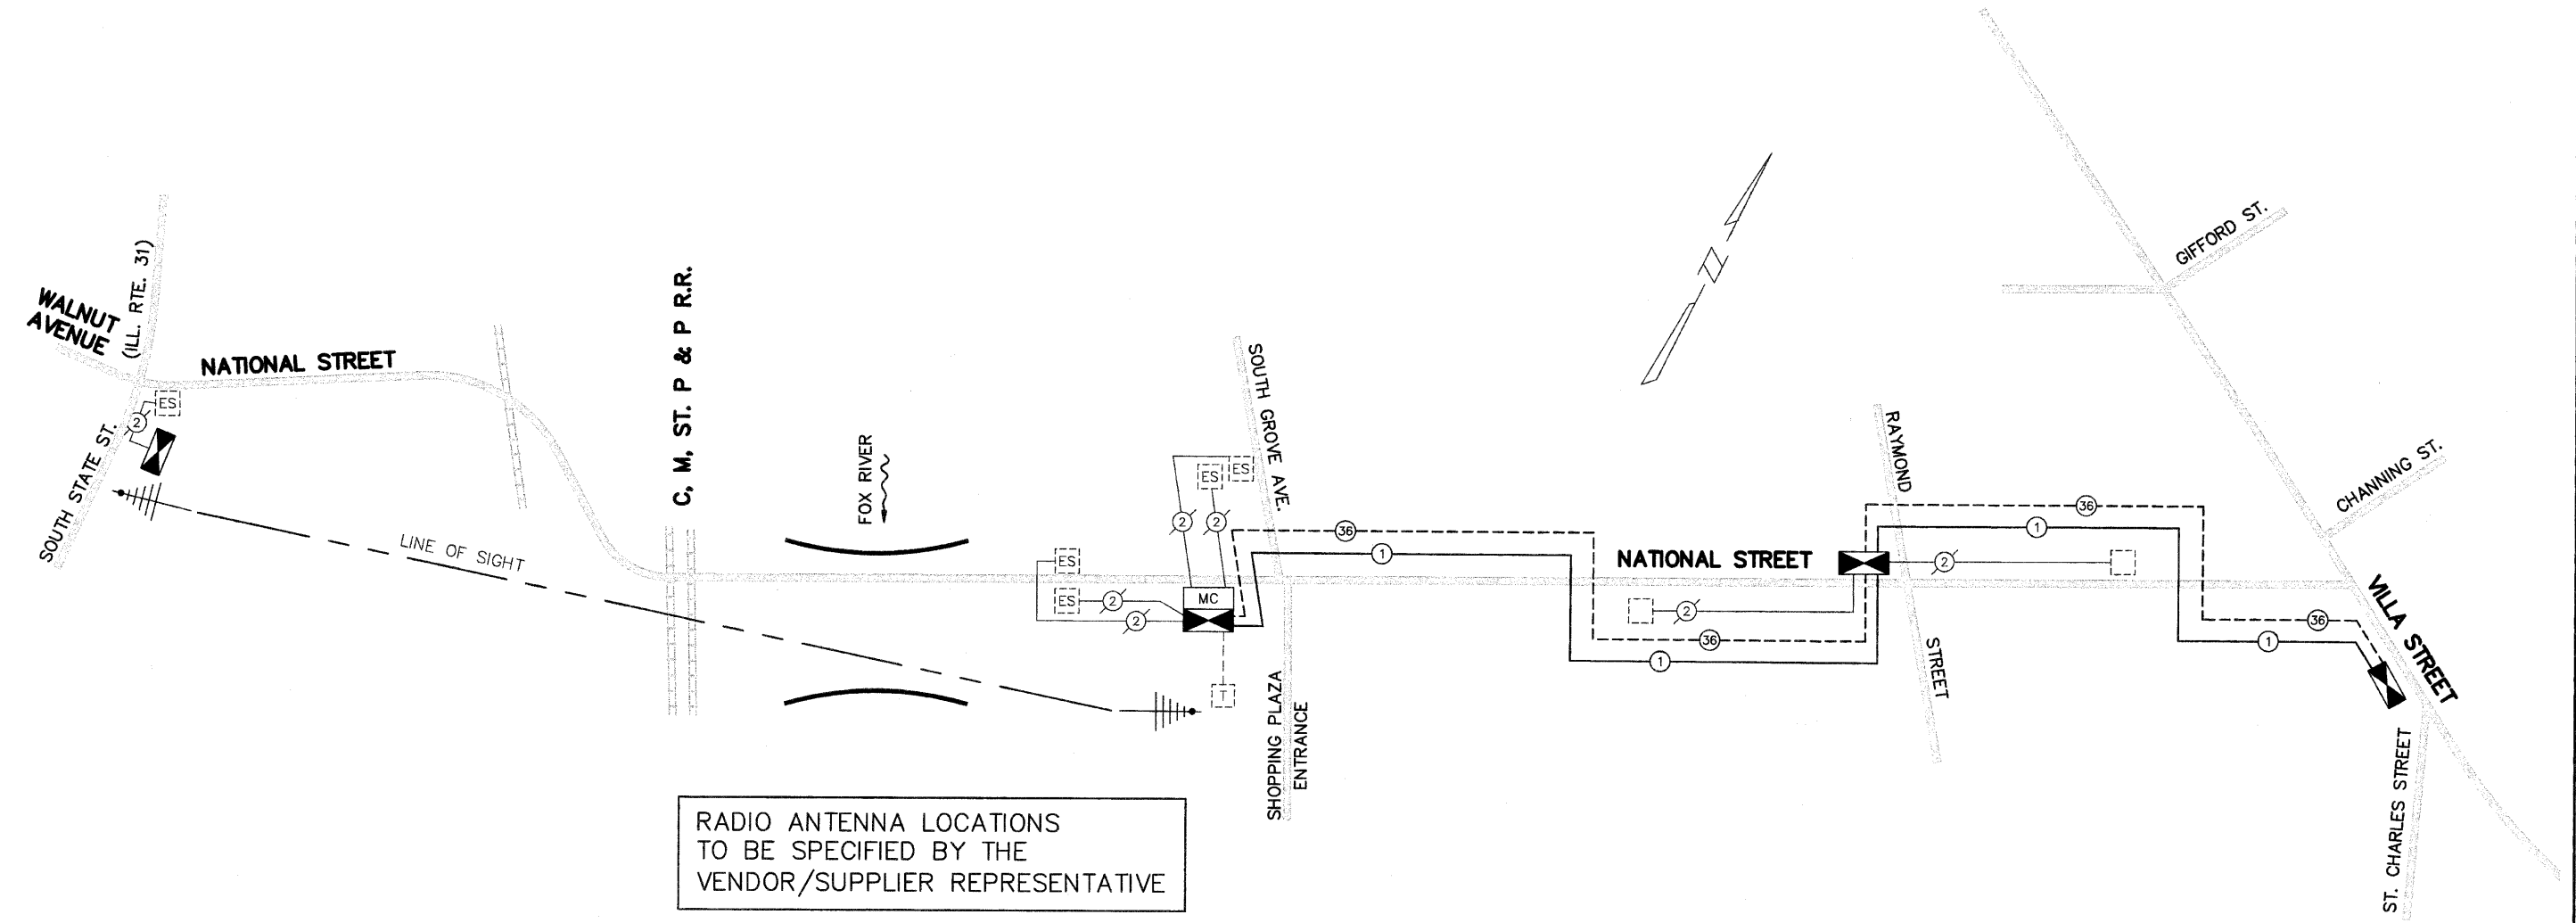 WALNUT
AVENUE
(ILL. RTE. 31)
NATIONAL STREET
ES
2
SOUTH STATE ST.
LINE OF SIGHT
C, M, ST. P & P R.R.
FOX RIVER
ES
ES
2
2
ES
ES
2
2
MC
T
SOUTH GROVE AVE.
SHOPPING PLAZA
ENTRANCE
36
1
NATIONAL STREET
2
36
1
RAYMOND
STREET
2
36
1
36
1
GIFFORD ST.
CHANNING ST.
VILLA STREET
ST. CHARLES STREET
Z
RADIO ANTENNA LOCATIONS
TO BE SPECIFIED BY THE
VENDOR/SUPPLIER REPRESENTATIVE